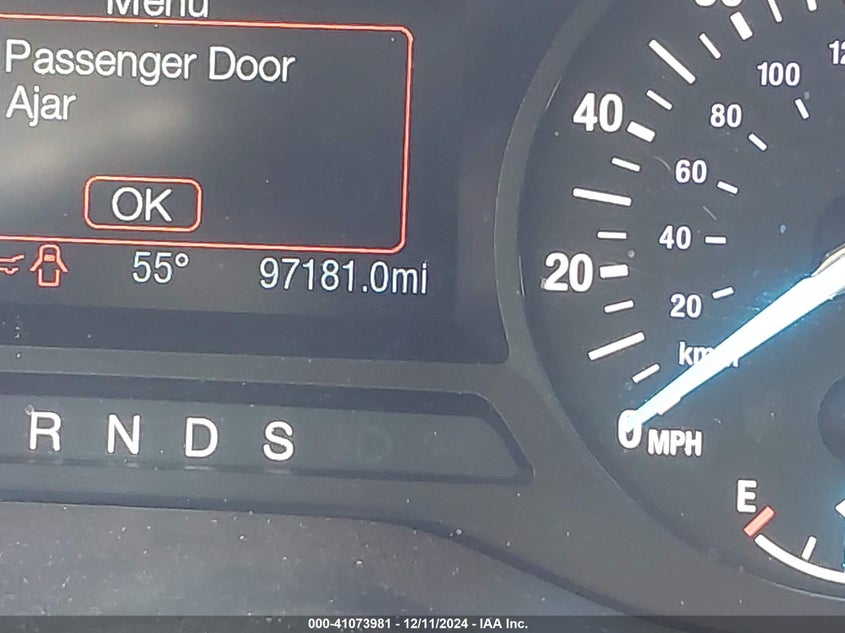 Menu
Passenger Door
Ajar
OK
55° 97181.0mi
R N D S
100
80
40
60
40
20
20
0 MPH
E
000-41073981 - 12/11/2024 - IAA Inc.